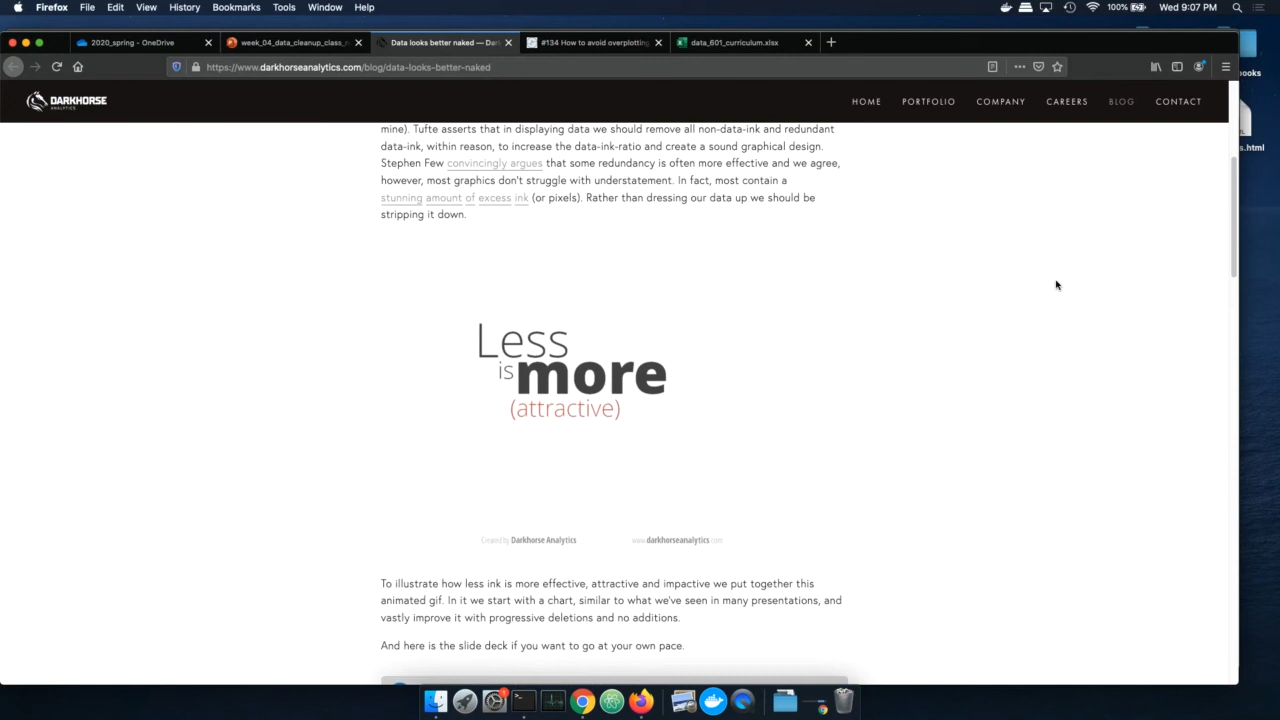 Firefox File Edit View History Bookmarks Tools Window Help
100% Wed 9:07 PM
2020_spring - OneDrive
week_04_data_cleanup_class_
Data looks better naked — Dar
#134 How to avoid overplotting
data_601_curriculum.xlsx
https://www.darkhorseanalytics.com/blog/data-looks-better-naked
DARKHORSE
ANALYTICS
HOME PORTFOLIO COMPANY CAREERS BLOG CONTACT
ooks
s.html
mine). Tufte asserts that in displaying data we should remove all non-data-ink and redundant
data-ink, within reason, to increase the data-ink-ratio and create a sound graphical design.
Stephen Few convincingly argues that some redundancy is often more effective and we agree,
however, most graphics don't struggle with understatement. In fact, most contain a
stunning amount of excess ink (or pixels). Rather than dressing our data up we should be
stripping it down.
Less
is more
(attractive)
Created by Darkhorse Analytics www.darkhorseanalytics.com
To illustrate how less ink is more effective, attractive and impactive we put together this
animated gif. In it we start with a chart, similar to what we've seen in many presentations, and
vastly improve it with progressive deletions and no additions.
And here is the slide deck if you want to go at your own pace.